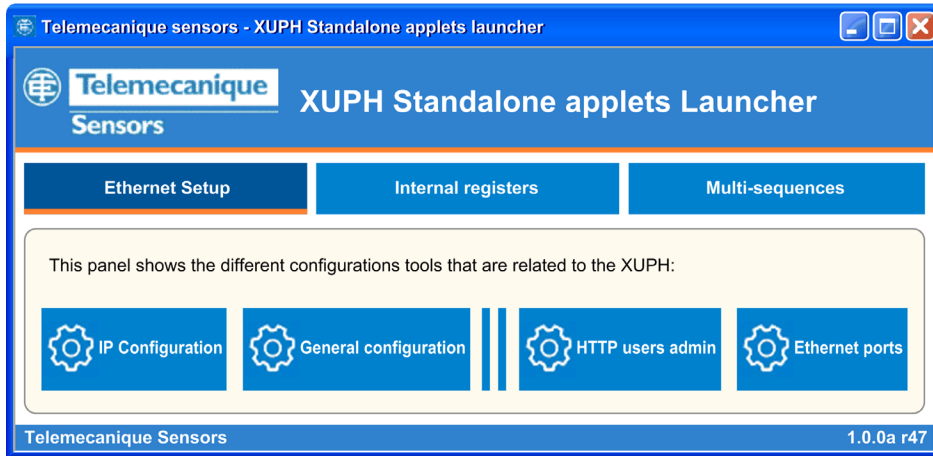 Telemecanique sensors - XUPH Standalone applets launcher
Telemecanique
Sensors
XUPH Standalone applets Launcher
Ethernet Setup
Internal registers
Multi-sequences
This panel shows the different configurations tools that are related to the XUPH:
IP Configuration
General configuration
HTTP users admin
Ethernet ports
Telemecanique Sensors
1.0.0a r47